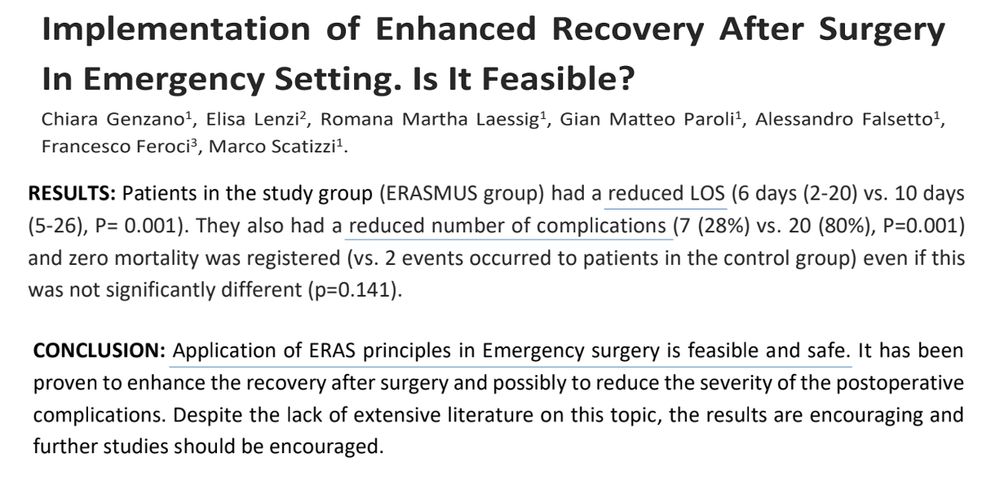 Implementation of Enhanced Recovery After Surgery
In Emergency Setting. Is It Feasible?
Chiara Genzano¹, Elisa Lenzi², Romana Martha Laessig¹, Gian Matteo Paroli¹, Alessandro Falsetto¹,
Francesco Feroci³, Marco Scatizzi¹.
RESULTS: Patients in the study group (ERASMUS group) had a reduced LOS (6 days (2-20) vs. 10 days
(5-26), P= 0.001). They also had a reduced number of complications (7 (28%) vs. 20 (80%), P=0.001)
and zero mortality was registered (vs. 2 events occurred to patients in the control group) even if this
was not significantly different (p=0.141).
CONCLUSION: Application of ERAS principles in Emergency surgery is feasible and safe. It has been
proven to enhance the recovery after surgery and possibly to reduce the severity of the postoperative
complications. Despite the lack of extensive literature on this topic, the results are encouraging and
further studies should be encouraged.